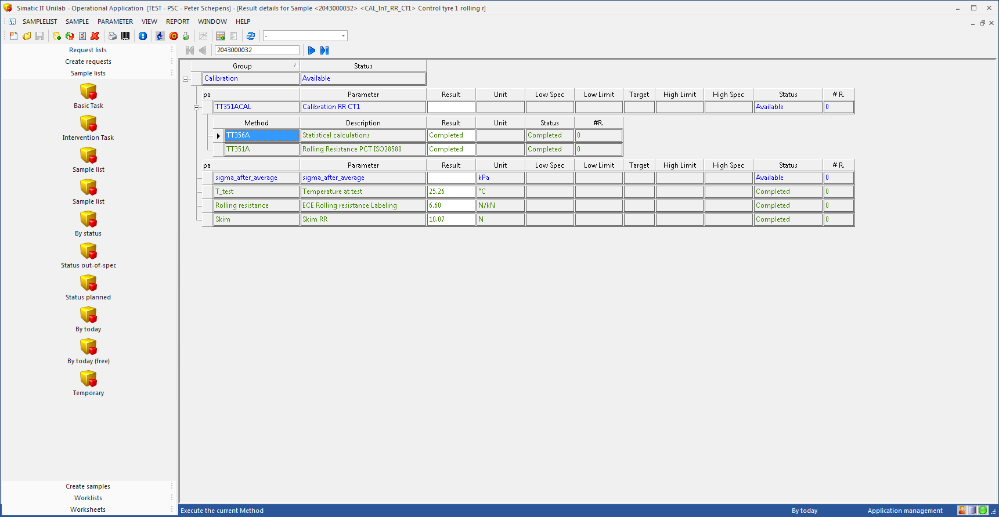 Simatic IT Unilab - Operational Application [TEST - PSC - Peter Schepens] - [Result details for Sample <2043000032> <CAL_InT_RR_CT1> Control tyre 1 rolling r]
SAMPLELIST SAMPLE PARAMETER VIEW REPORT WINDOW HELP
-
Request lists
Create requests
Sample lists
Basic Task
Intervention Task
Sample list
Sample list
By status
Status out-of-spec
Status planned
By today
By today (free)
Temporary
Create samples
Worklists
Worksheets
2043000032
Group Status
Calibration Available
pa Parameter Result Unit Low Spec Low Limit Target High Limit High Spec Status # R.
TT351ACAL Calibration RR CT1 Available 0
Method Description Result Unit Status #R.
TT356A Statistical calculations Completed Completed 0
TT351A Rolling Resistance PCT ISO28580 Completed Completed 0
pa Parameter Result Unit Low Spec Low Limit Target High Limit High Spec Status # R.
sigma_after_average sigma_after_average kPa Available 0
T_test Temperature at test 25.26 °C Completed 0
Rolling resistance ECE Rolling resistance Labeling 6.60 N/kN Completed 0
Skim Skim RR 10.07 N Completed 0
Execute the current Method By today Application management